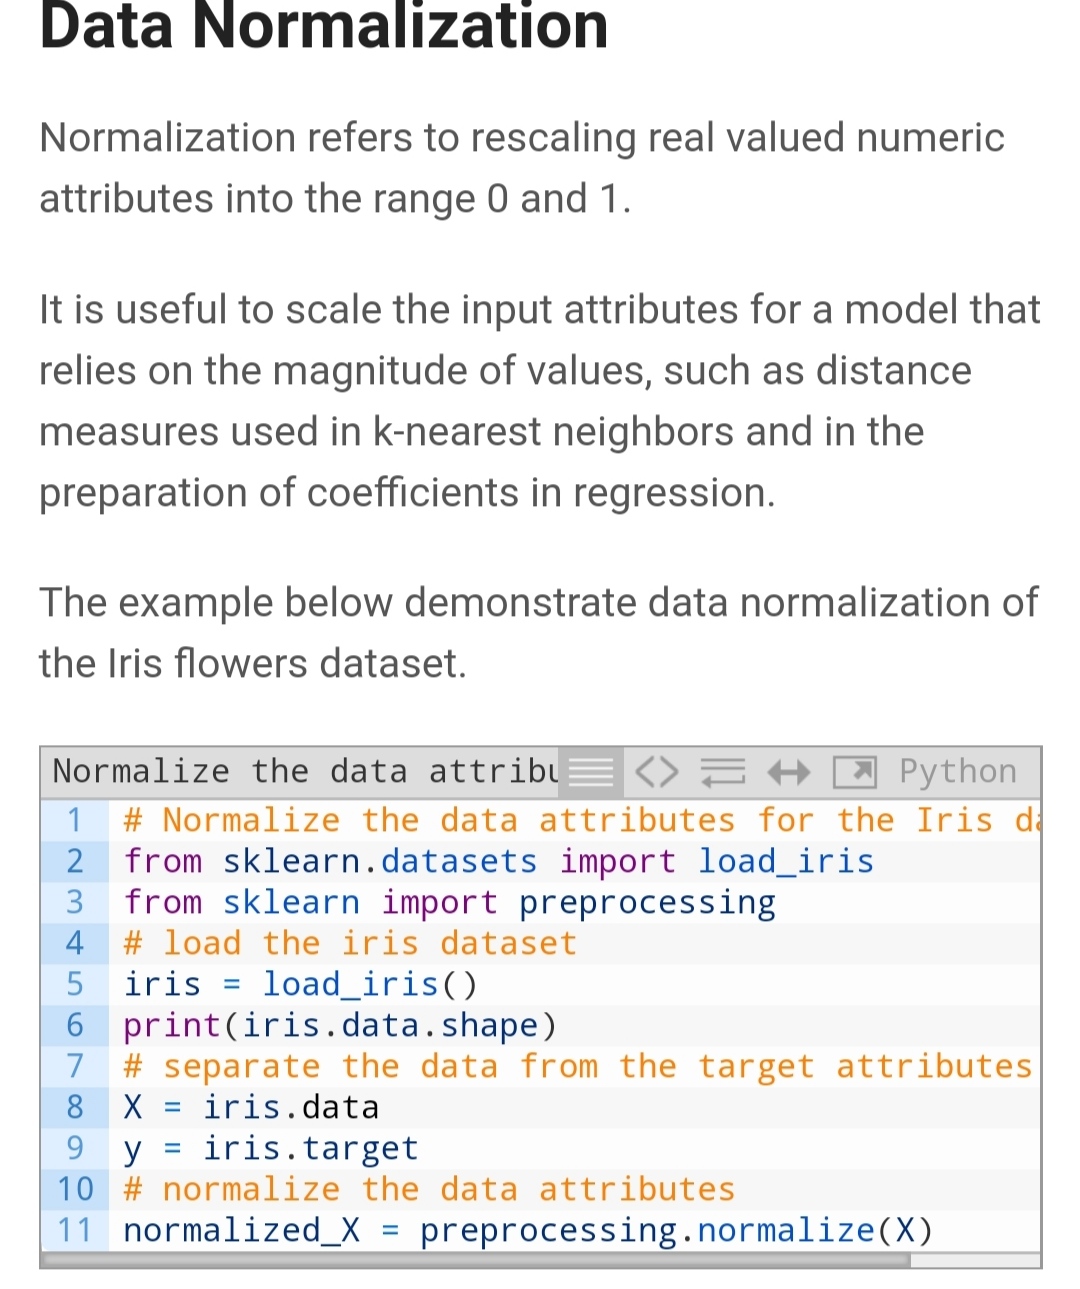 Data Normalization
Normalization refers to rescaling real valued numeric
attributes into the range 0 and 1.
It is useful to scale the input attributes for a model that
relies on the magnitude of values, such as distance
measures used in k-nearest neighbors and in the
preparation of coefficients in regression.
The example below demonstrate data normalization of
the Iris flowers dataset.
Normalize the data Python
1 # Normalize the data attributes for the Iris
2 from sklearn.datasets import load_iris
3 from sklearn import preprocessing
4 # load the iris dataset
5 iris = load_iris()
6 print(iris.data.shape)
7 # separate the data from the target attributes
8 X = iris.data
9 y = iris.target
10 # normalize the data attributes
11 normalized_X = preprocessing.normalize(X)